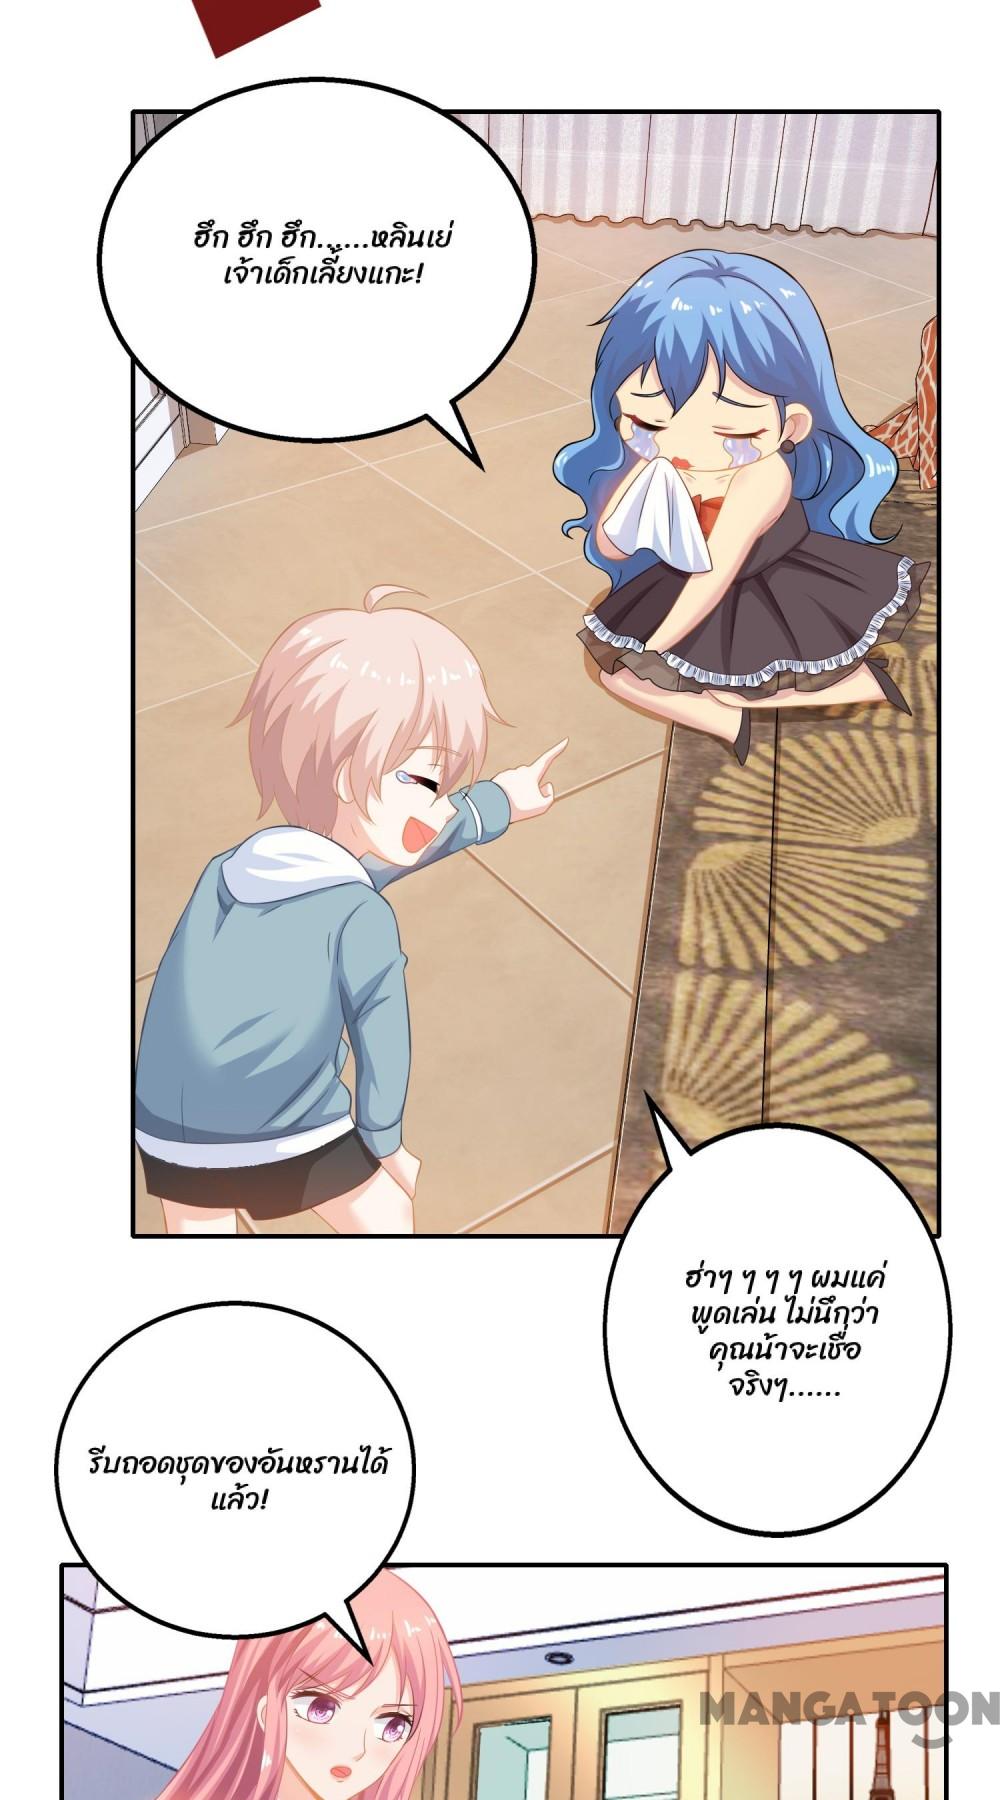 ฮึก ฮึก ฮึก......หลินเย่
เจ้าเด็กเลี้ยงแกะ!
ฮ่าๆ ๆ ๆ ๆ ผมแค่
พูดเล่น ไม่นึกว่า
คุณน้าจะเชื่อ
จริงๆ......
รีบถอดชุดของอันหรานได้
แล้ว!
MANGATOON